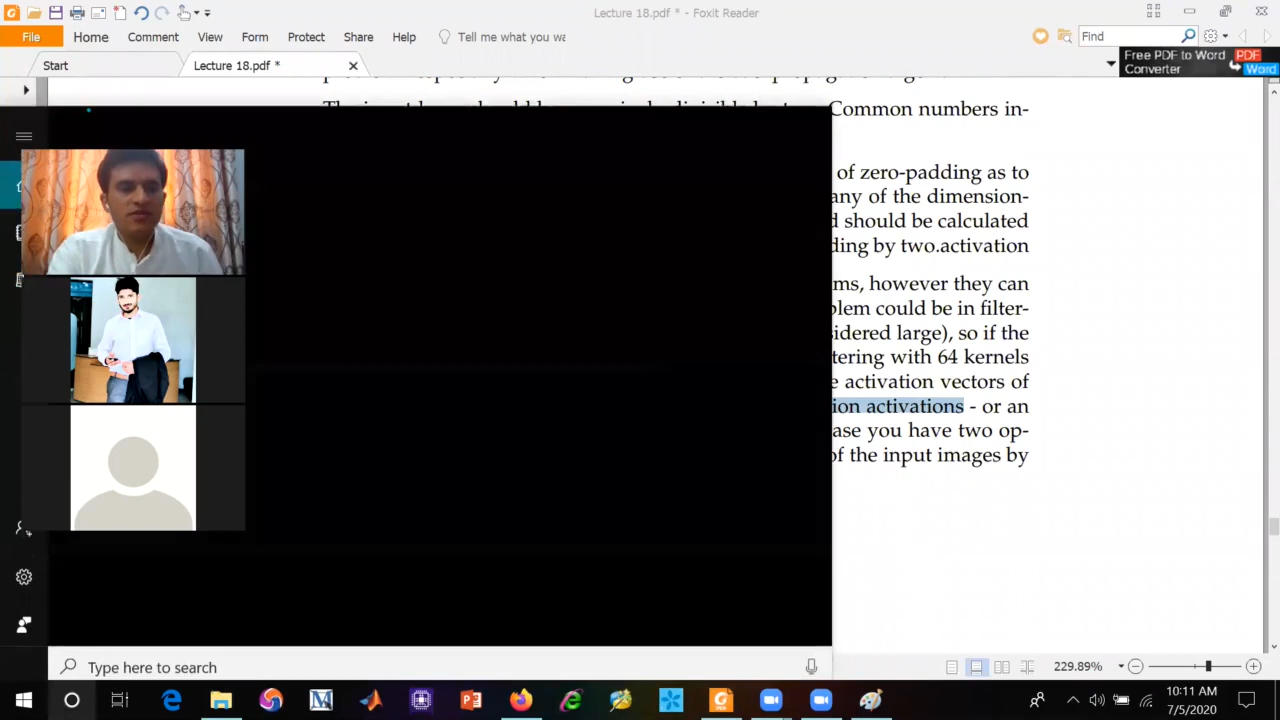 Lecture 18.pdf * - Foxit Reader
File Home Comment View Form Protect Share Help Tell me what you wa
Find
Start Lecture 18.pdf *
Free PDF to Word Converter
PDF
Word
Common numbers in-
of zero-padding as to
any of the dimension-
should be calculated
ding by two.activation
ms, however they can
blem could be in filter-
sidered large), so if the
tering with 64 kernels
activation vectors of
ion activations - or an
ase you have two op-
of the input images by
Type here to search
229.89%
10:11 AM
7/5/2020